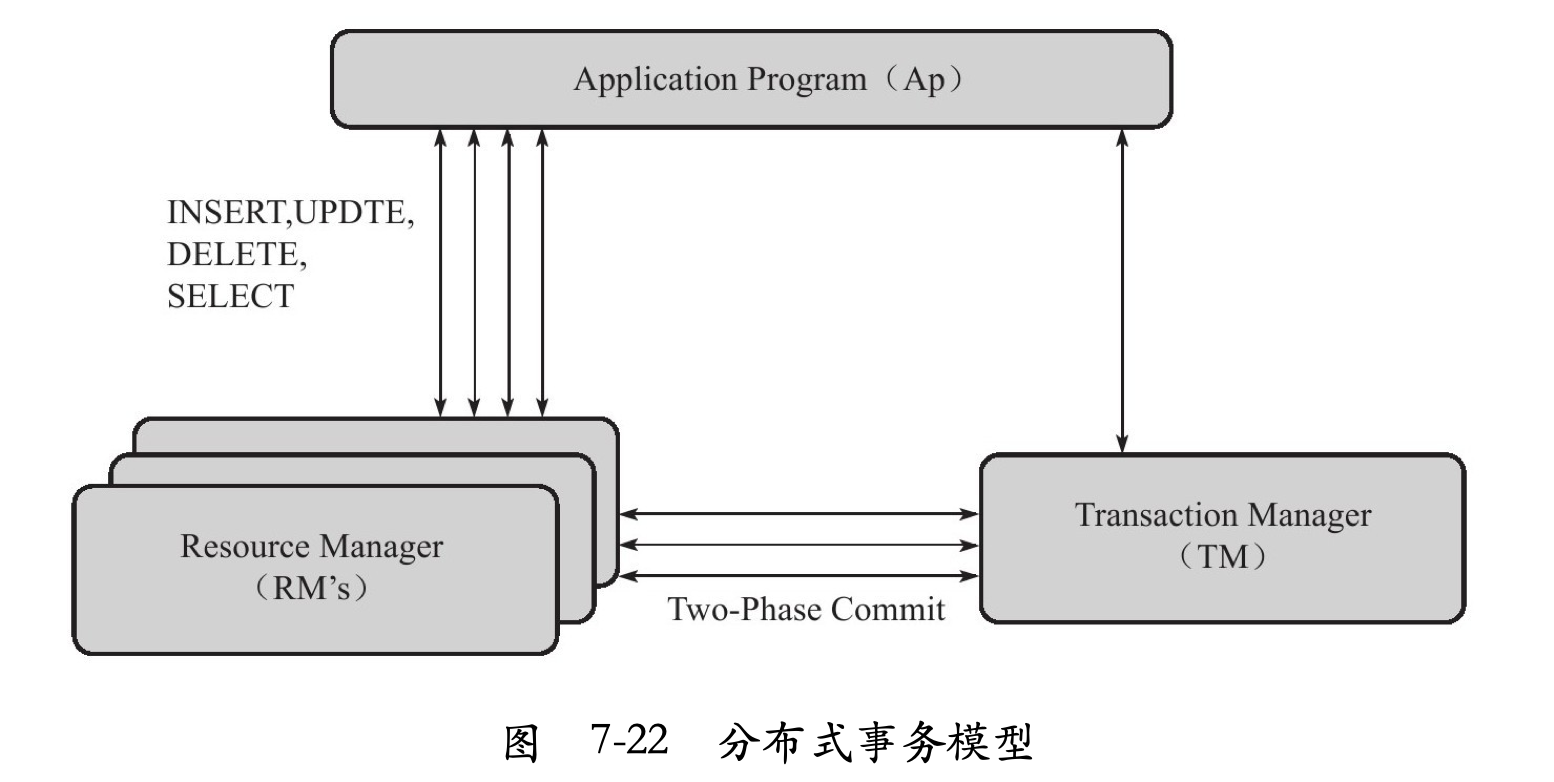 Application Program（Ap）
INSERT,UPDTE,
DELETE,
SELECT
Resource Manager
（RM’s）
Transaction Manager
（TM）
Two-Phase Commit
图 7-22 分布式事务模型